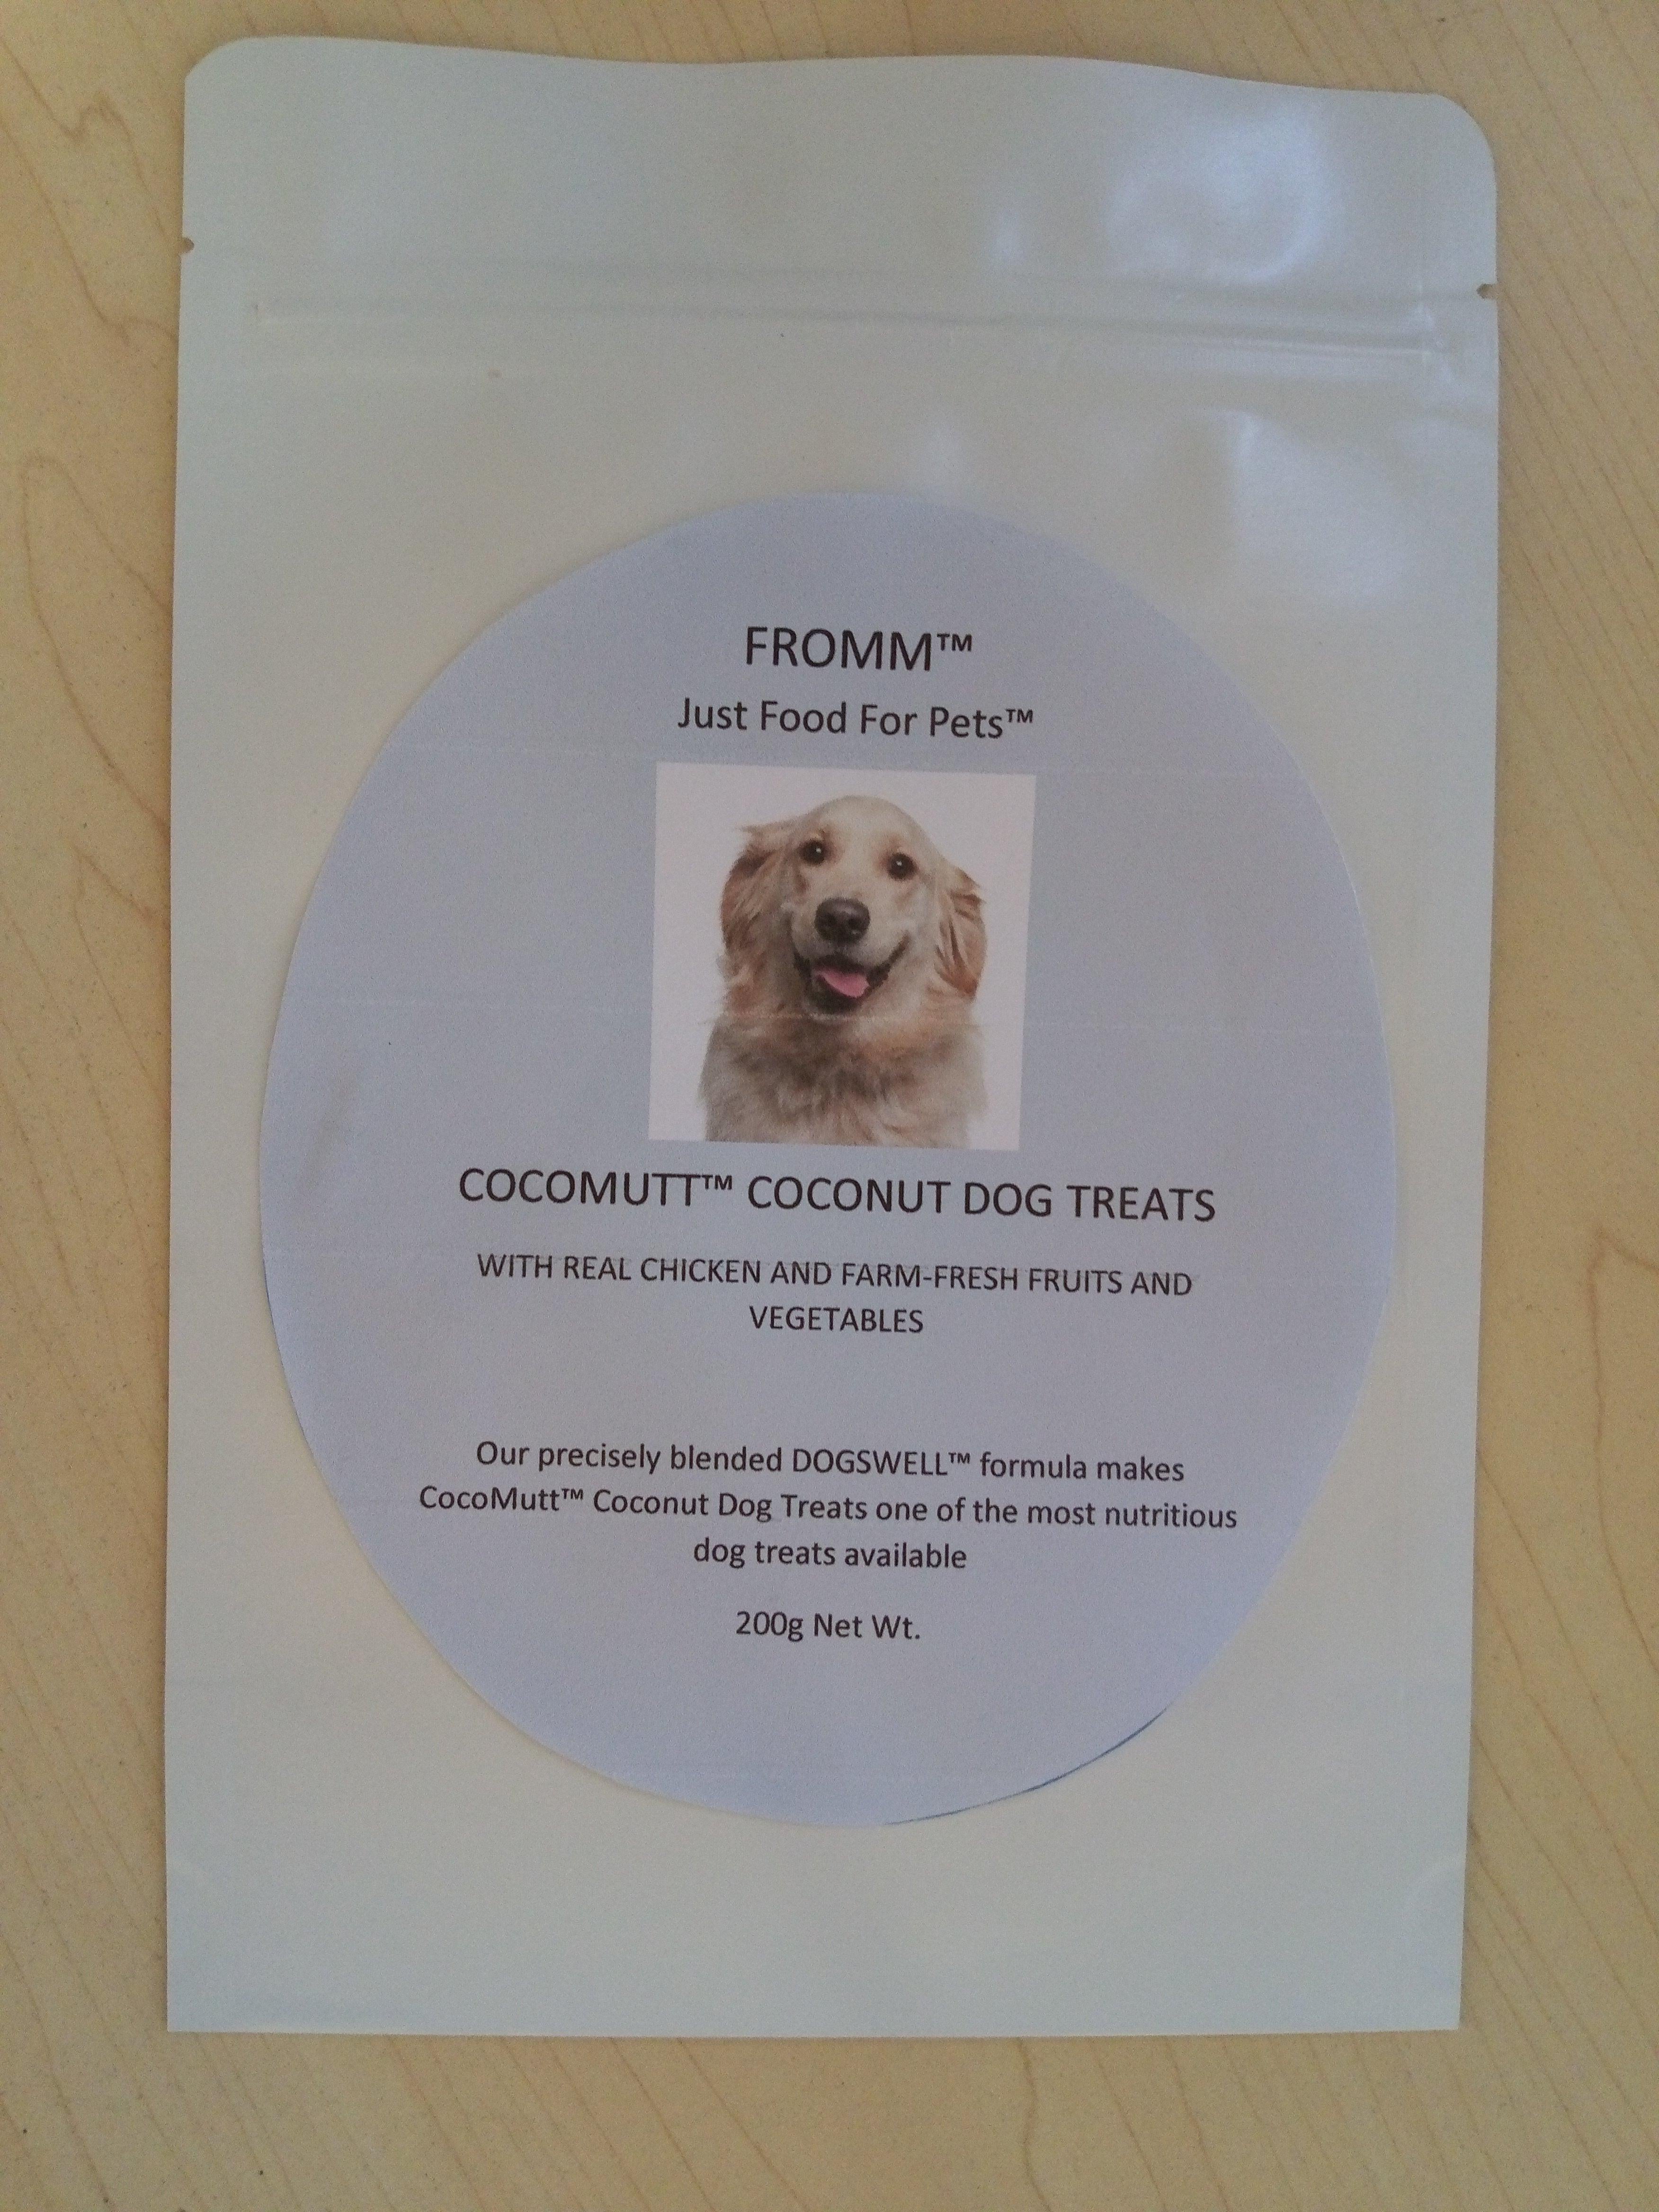 FROMM™
Just Food For Pets™
COCOMUTT™ COCONUT DOG TREATS
WITH REAL CHICKEN AND FARM-FRESH FRUITS AND
VEGETABLES
Our precisely blended DOGSWELL™ formula makes
CocoMutt™ Coconut Dog Treats one of the most nutritious
dog treats available
200g Net Wt.